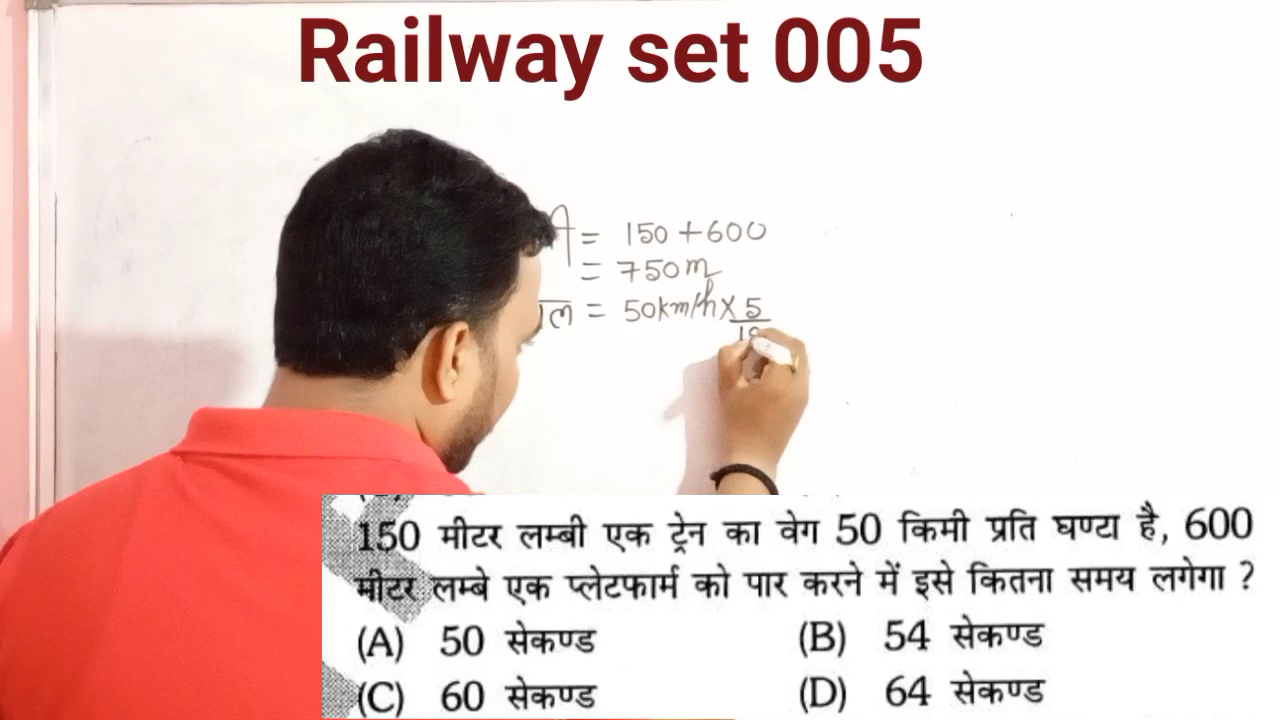 Railway set 005
= 150 + 600
= 750m
= 50km/h × 5
150 मीटर लम्बी एक ट्रेन का वेग 50 किमी प्रति घण्टा है, 600
मीटर लम्बे एक प्लेटफार्म को पार करने में इसे कितना समय लगेगा ?
(A) 50 सेकण्ड
(B) 54 सेकण्ड
(C) 60 सेकण्ड
(D) 64 सेकण्ड